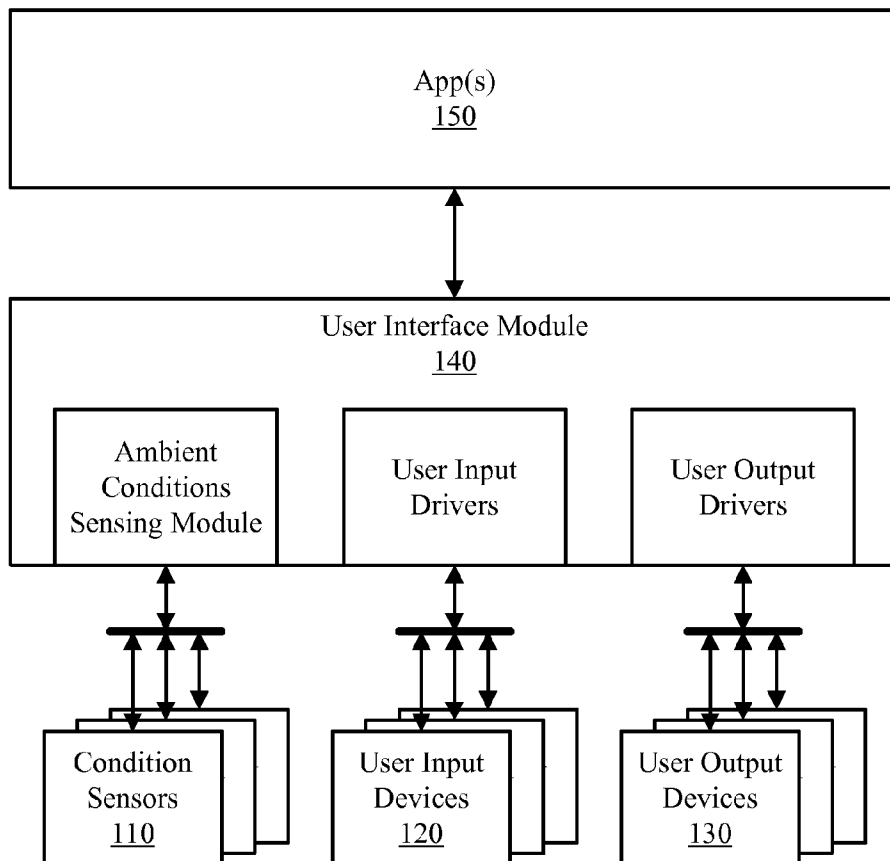 App(s)
150
User Interface Module
140
Ambient
Conditions
Sensing Module
User Input
Drivers
User Output
Drivers
Condition
Sensors
110
User Input
Devices
120
User Output
Devices
130